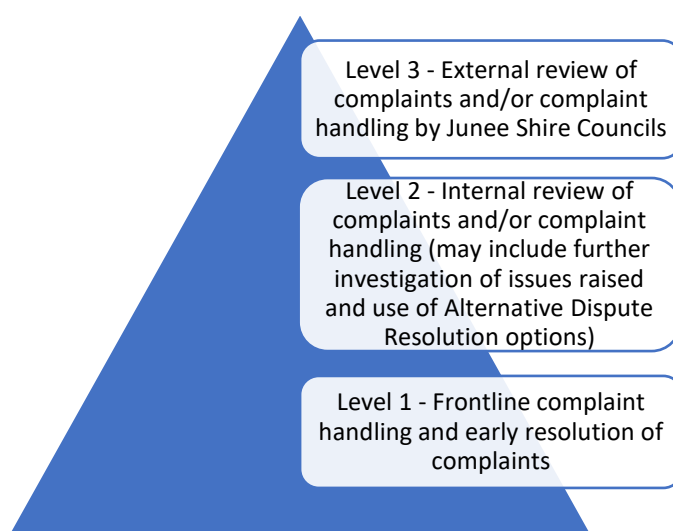 Level 3 - External review of
complaints and/or complaint
handling by Junee Shire Councils
Level 2 - Internal review of
complaints and/or complaint
handling (may include further
investigation of issues raised
and use of Alternative Dispute
Resolution options)
Level 1 - Frontline complaint
handling and early resolution of
complaints